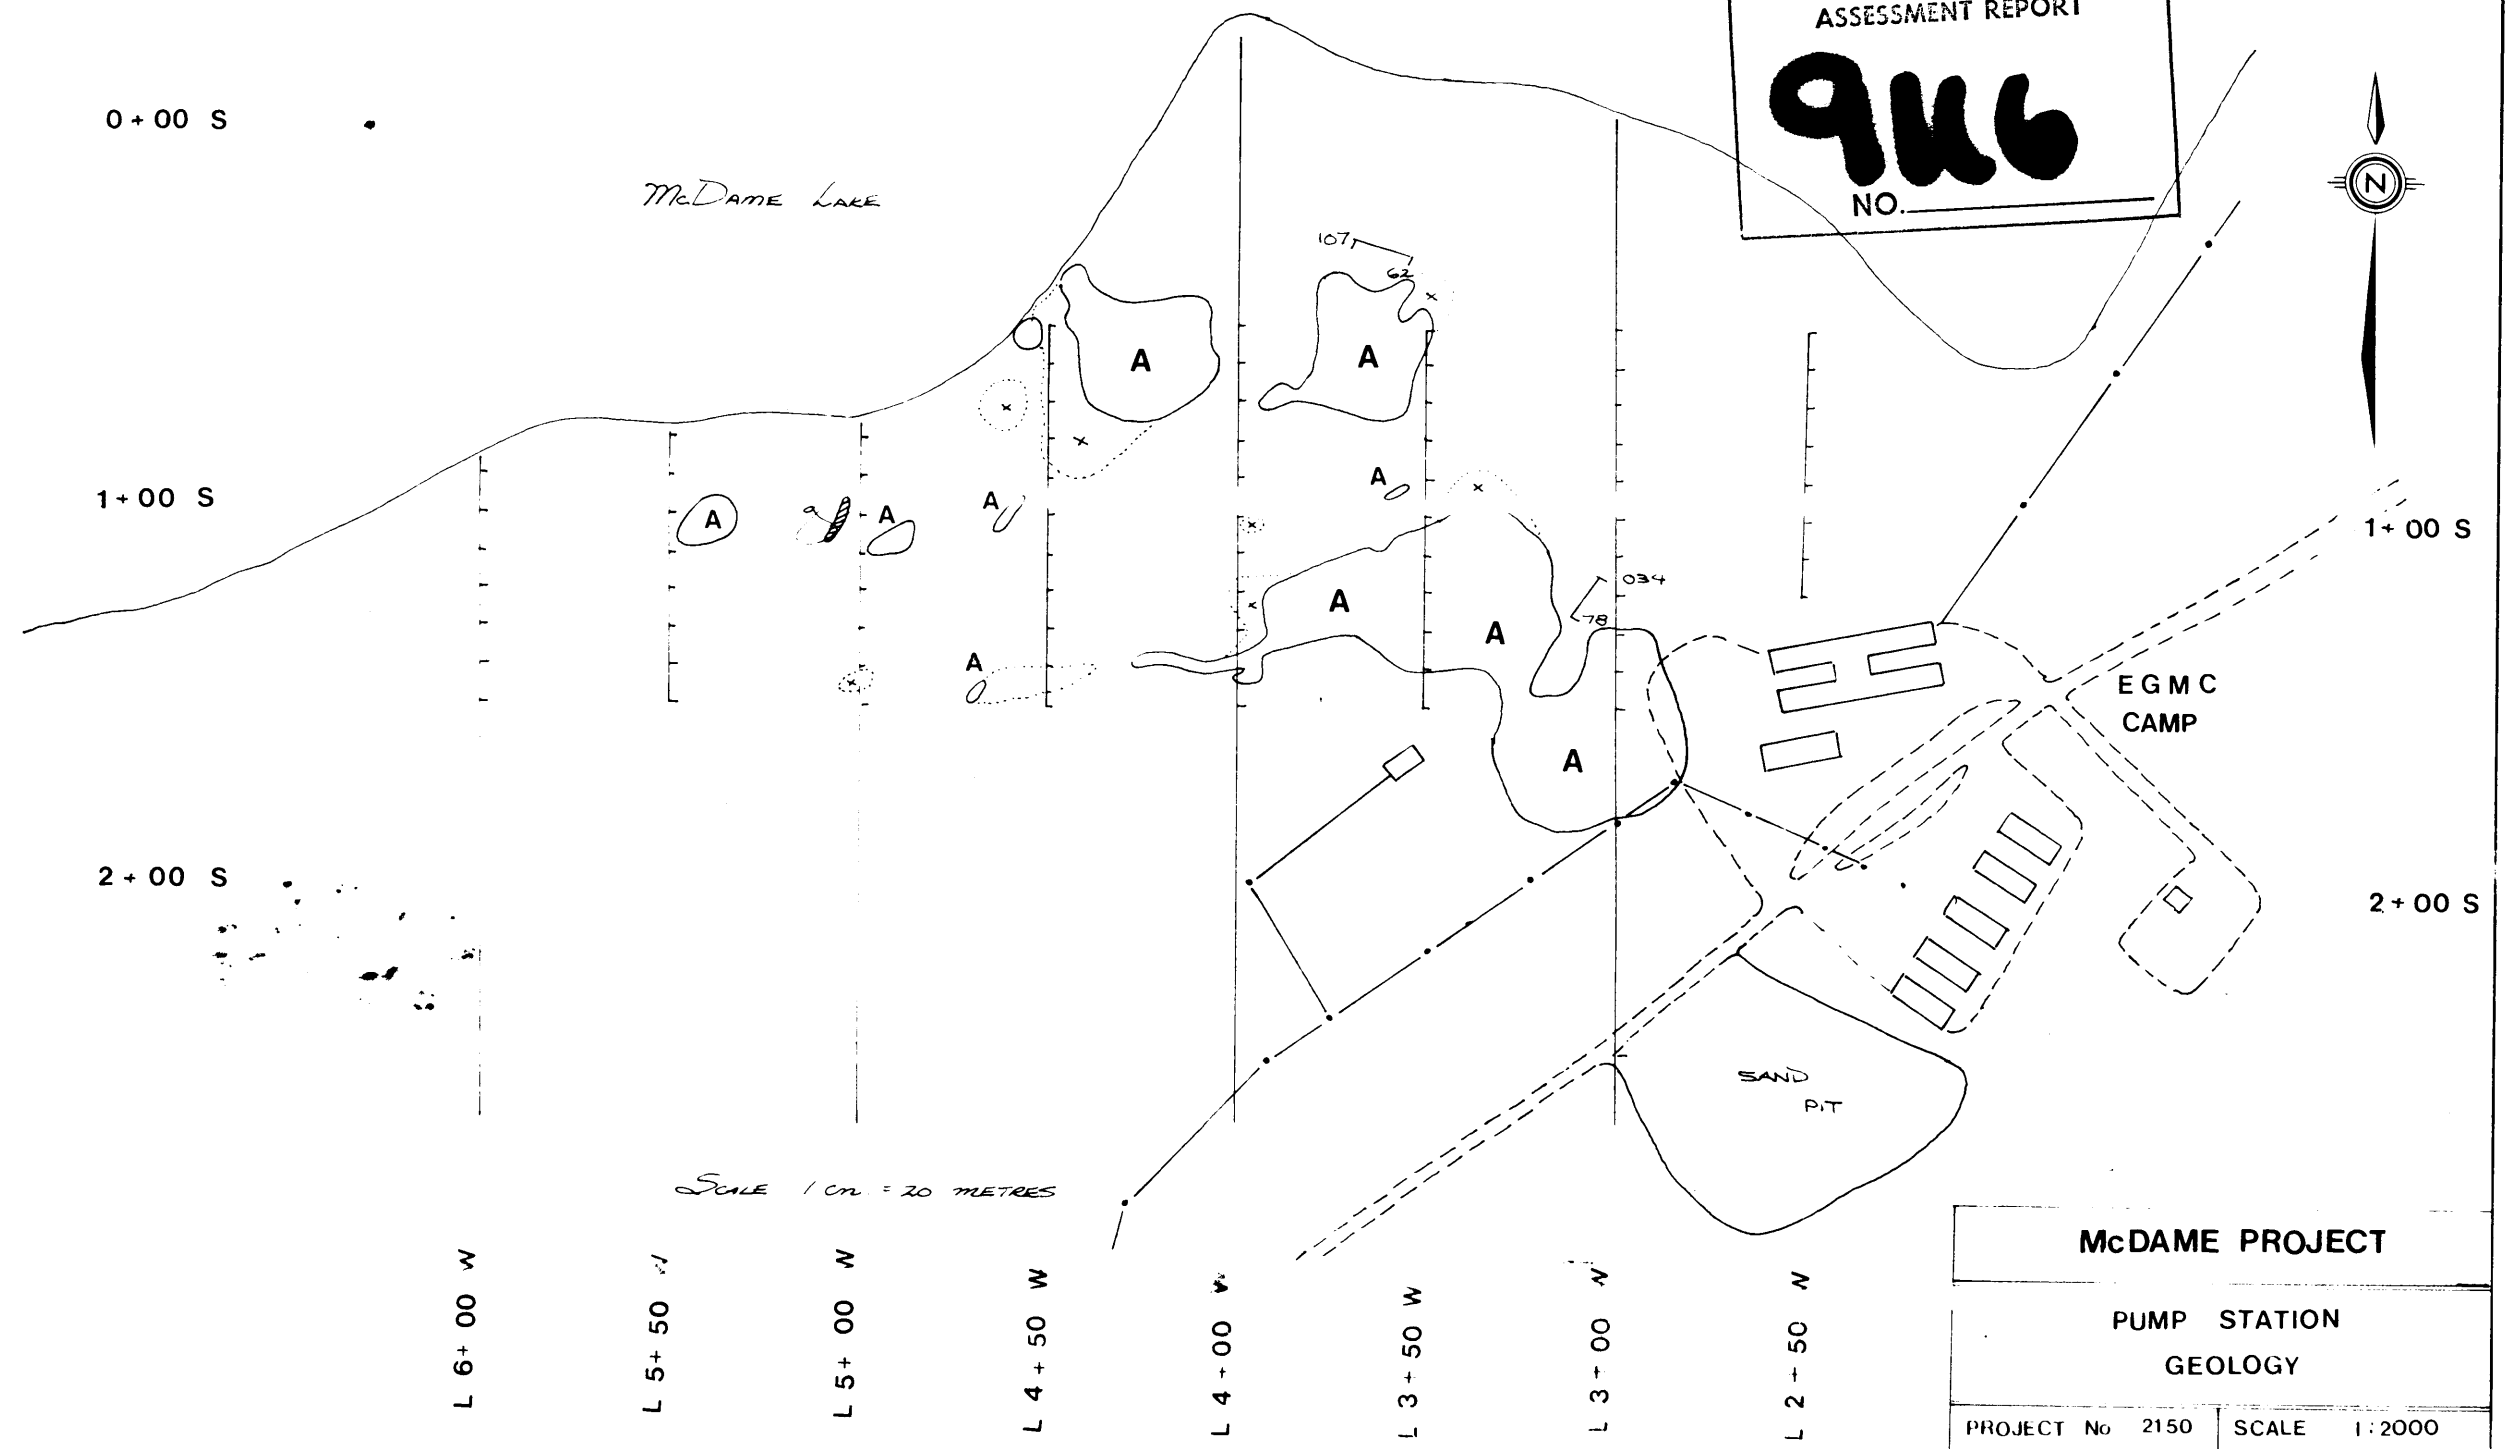 ASSESSMENT REPORT
NO.
0+00 S
McDAME LAKE
N
107
62
A
A
1+00 S
A
A
A
A
1+00 S
034
78
A
A
A
EGMC
CAMP
A
2+00 S
2+00 S
SAND
PIT
SCALE 1 cm = 20 METRES
L 6+00 W
L 5+50 W
L 5+00 W
L 4+50 W
L 4+00 W
L 3+50 W
L 3+00 W
L 2+50 W
McDAME PROJECT
PUMP STATION
GEOLOGY
PROJECT No 2150
SCALE 1:2000